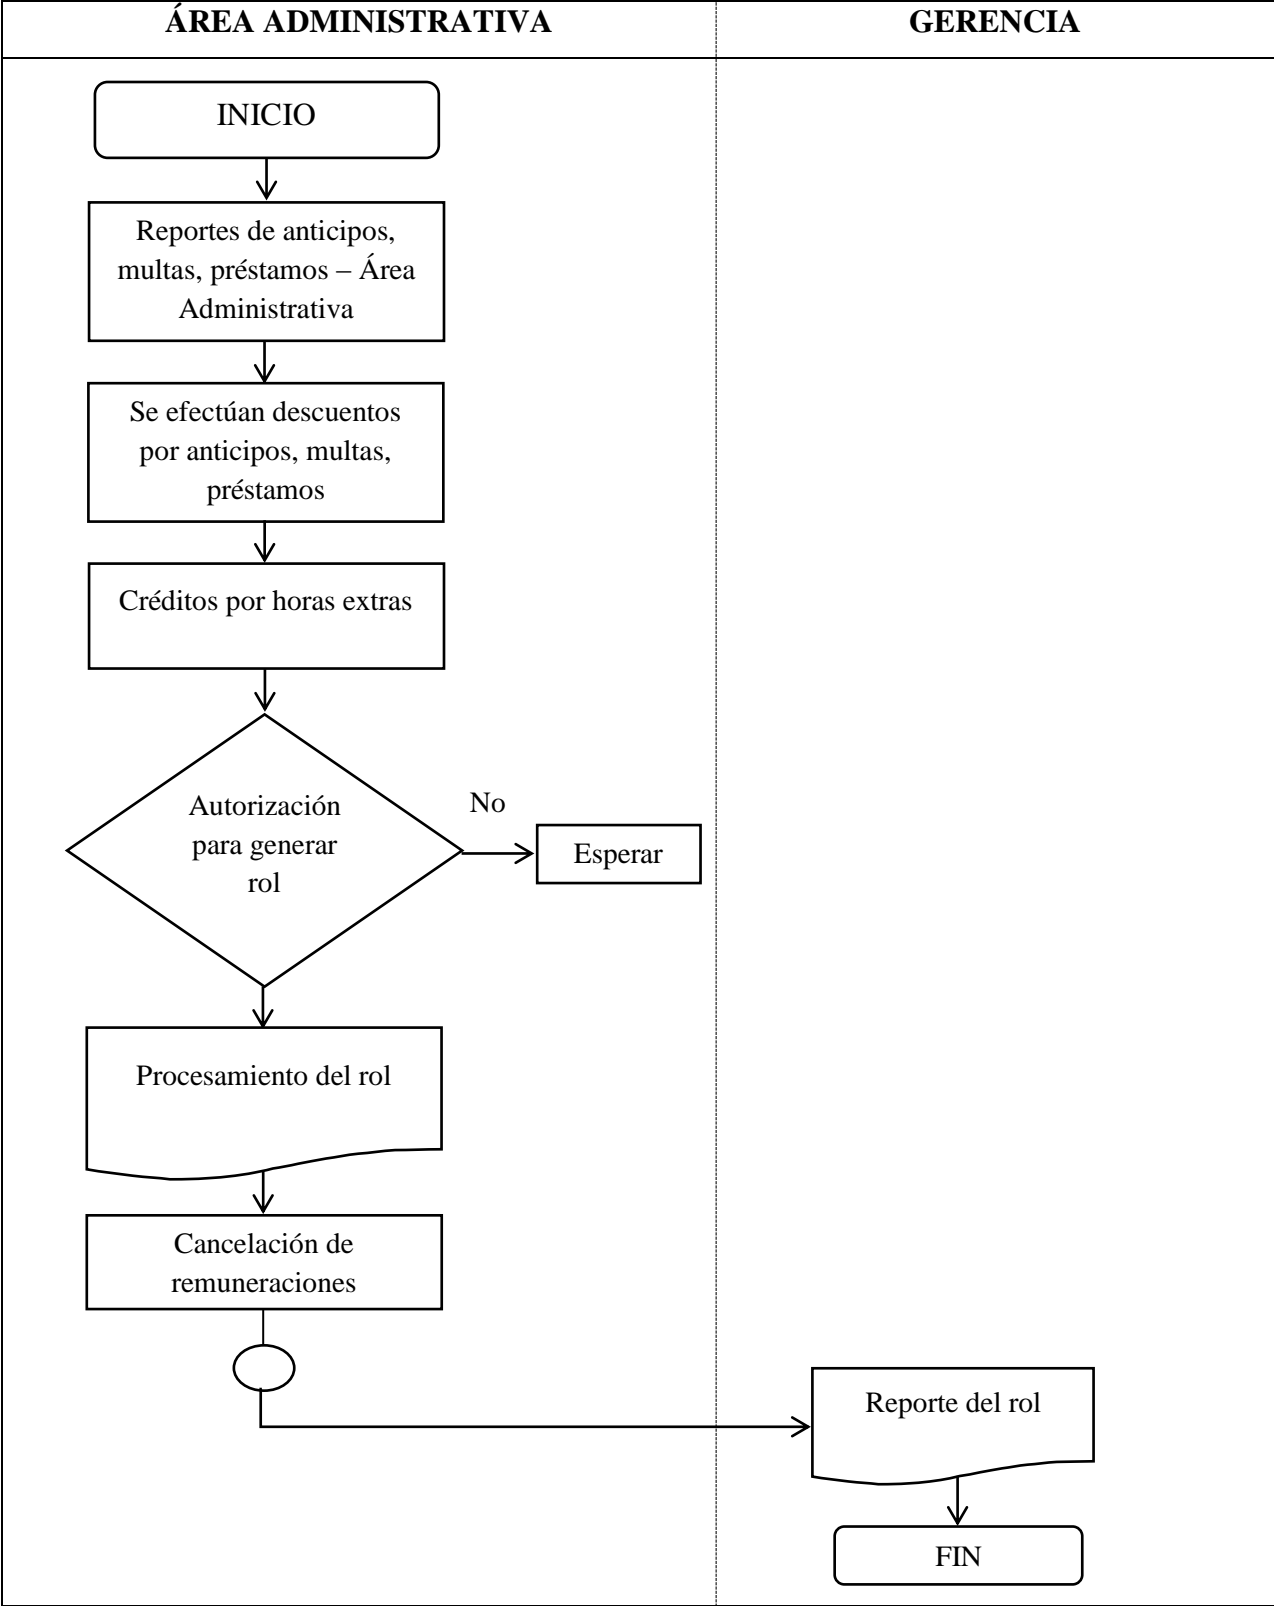 ÁREA ADMINISTRATIVA
GERENCIA
INICIO
Reportes de anticipos,
multas, préstamos – Área
Administrativa
Se efectúan descuentos
por anticipos, multas,
préstamos
Créditos por horas extras
Autorización
para generar
rol
No
Esperar
Procesamiento del rol
Cancelación de
remuneraciones
Reporte del rol
FIN